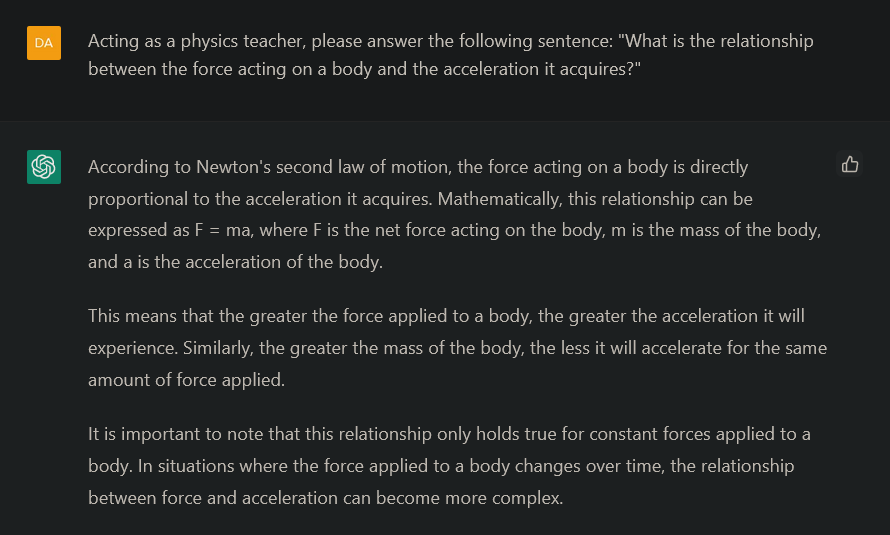 DA
Acting as a physics teacher, please answer the following sentence: "What is the relationship
between the force acting on a body and the acceleration it acquires?"
According to Newton's second law of motion, the force acting on a body is directly
proportional to the acceleration it acquires. Mathematically, this relationship can be
expressed as F = ma, where F is the net force acting on the body, m is the mass of the body,
and a is the acceleration of the body.
This means that the greater the force applied to a body, the greater the acceleration it will
experience. Similarly, the greater the mass of the body, the less it will accelerate for the same
amount of force applied.
It is important to note that this relationship only holds true for constant forces applied to a
body. In situations where the force applied to a body changes over time, the relationship
between force and acceleration can become more complex.